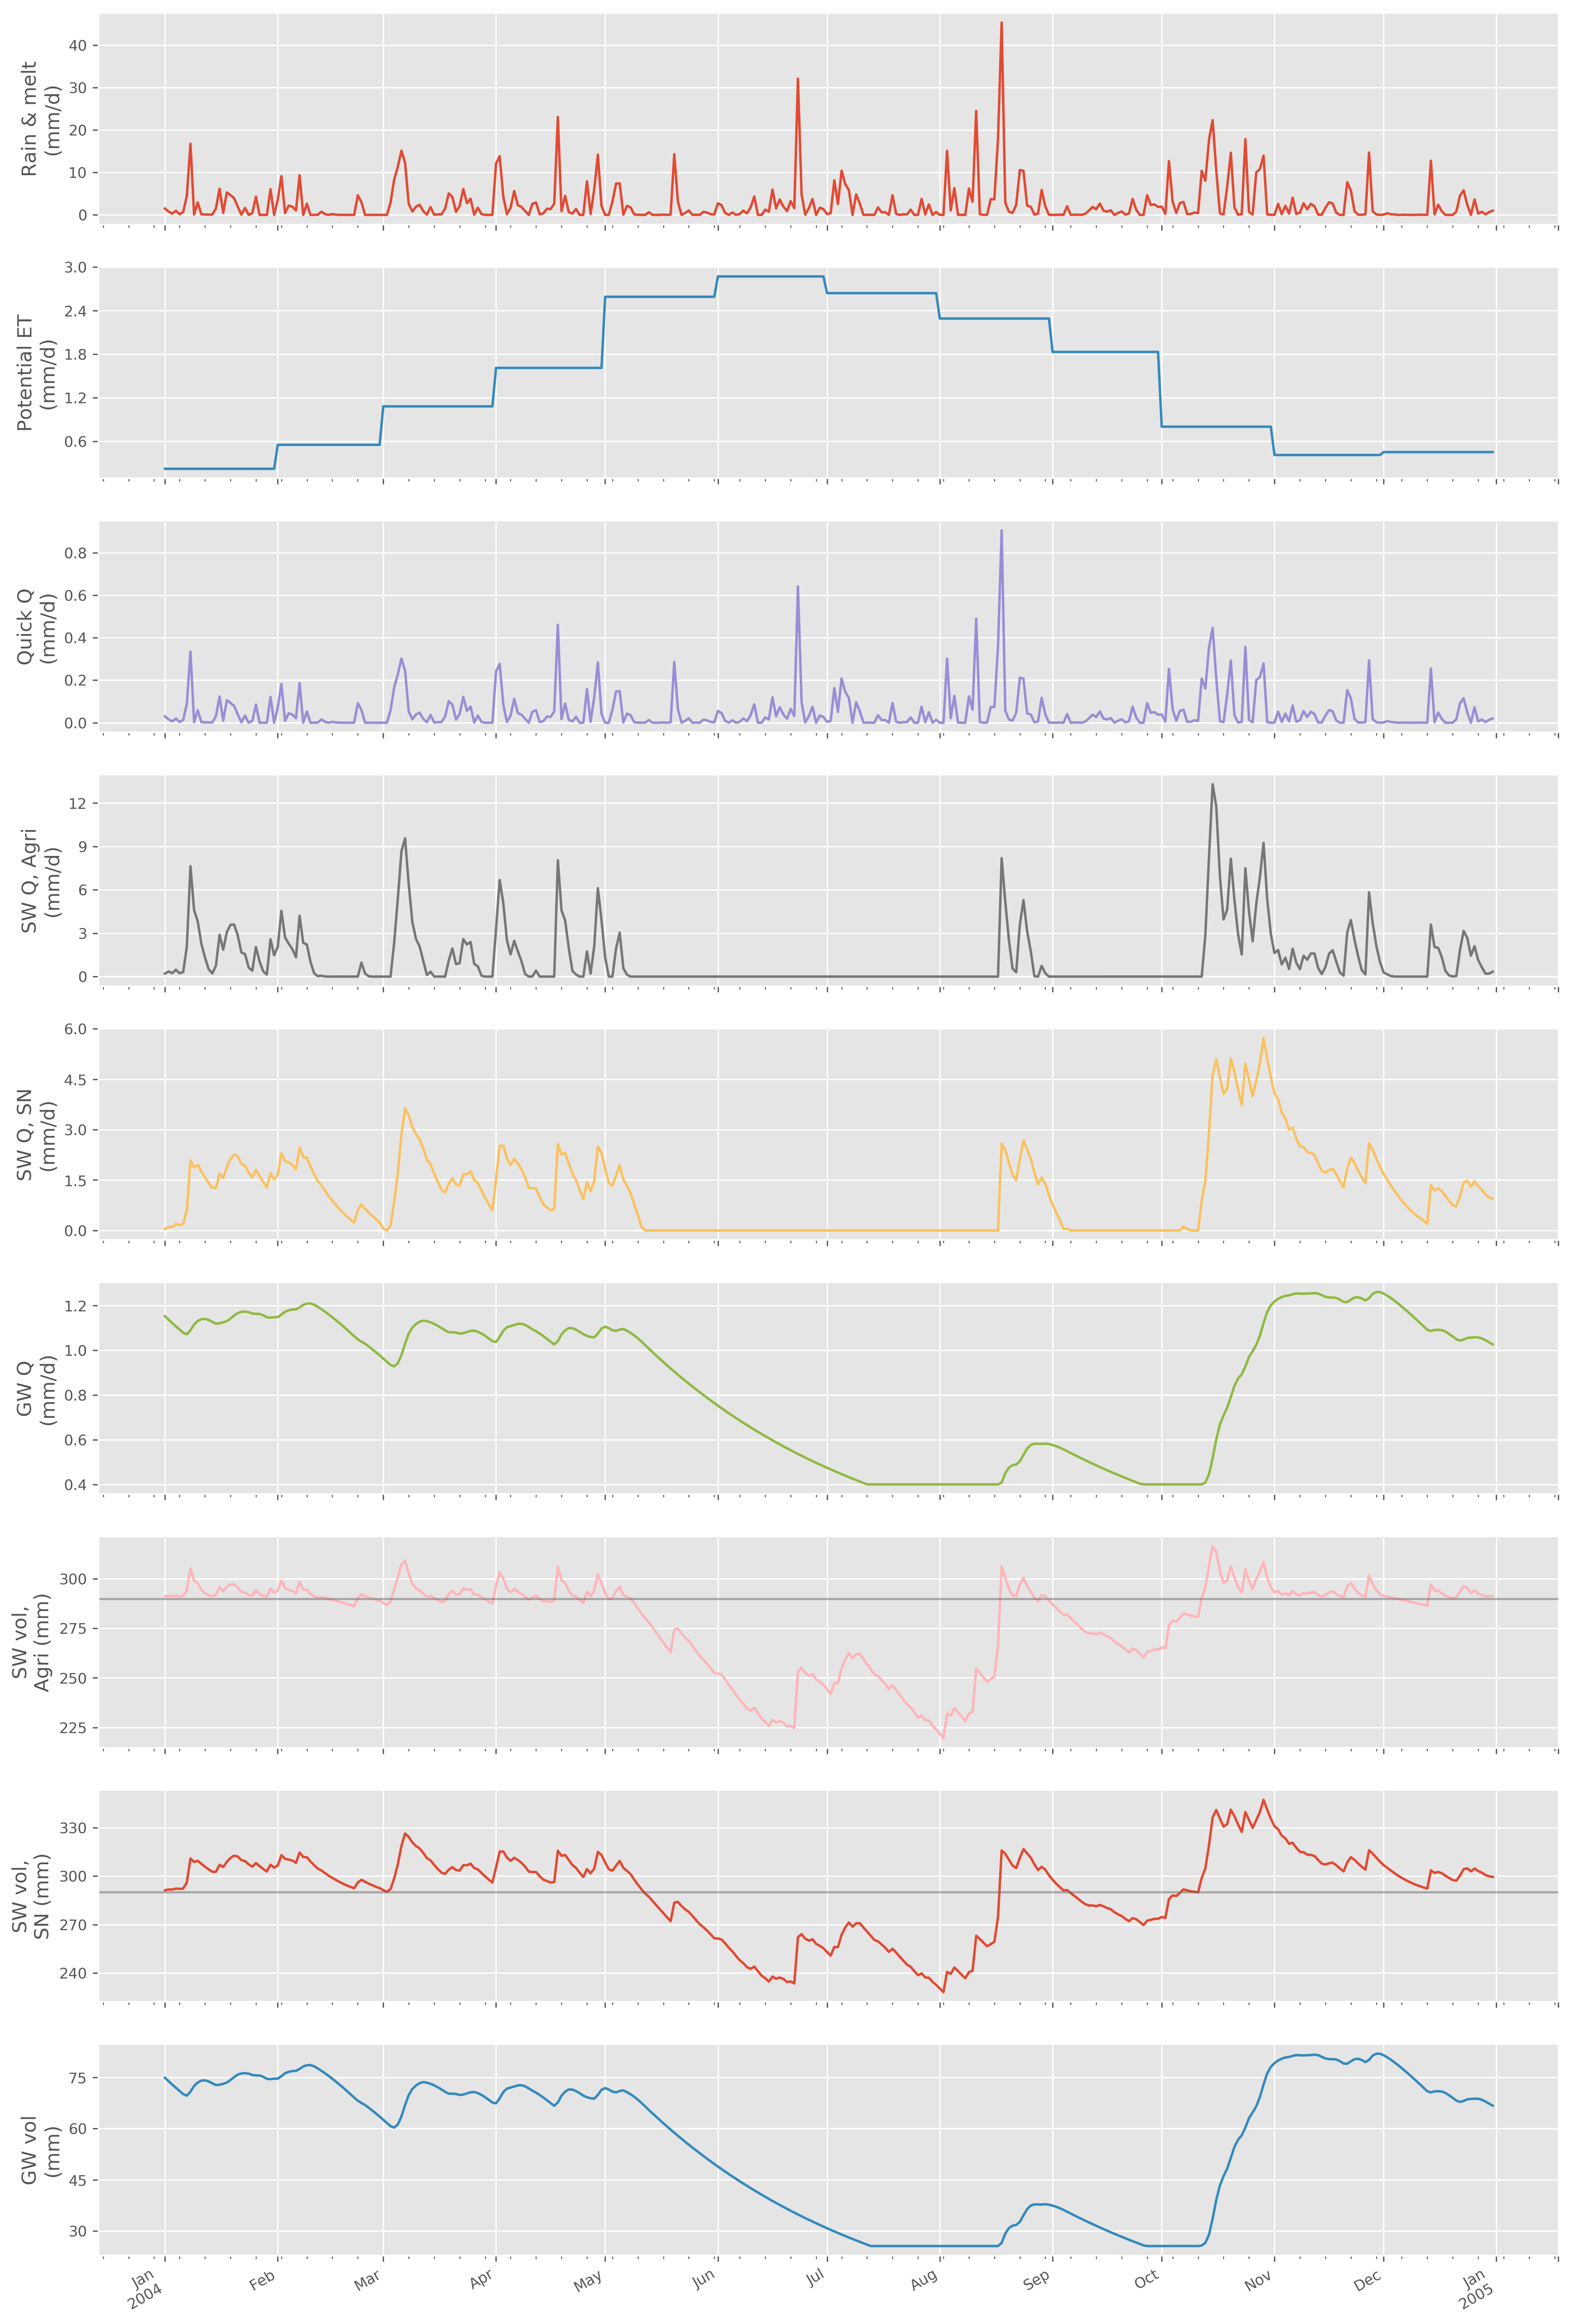 Rain & melt
(mm/d)
40
30
20
10
0
Potential ET
(mm/d)
3.0
2.4
1.8
1.2
0.6
Quick Q
(mm/d)
0.8
0.6
0.4
0.2
0.0
SW Q, Agri
(mm/d)
12
9
6
3
0
SW Q, SN
(mm/d)
6.0
4.5
3.0
1.5
0.0
GW Q
(mm/d)
1.2
1.0
0.8
0.6
0.4
SW vol,
Agri (mm)
300
275
250
225
SW vol,
SN (mm)
330
300
270
240
GW vol
(mm)
75
60
45
30
Jan
2004
Feb
Mar
Apr
May
Jun
Jul
Aug
Sep
Oct
Nov
Dec
Jan
2005